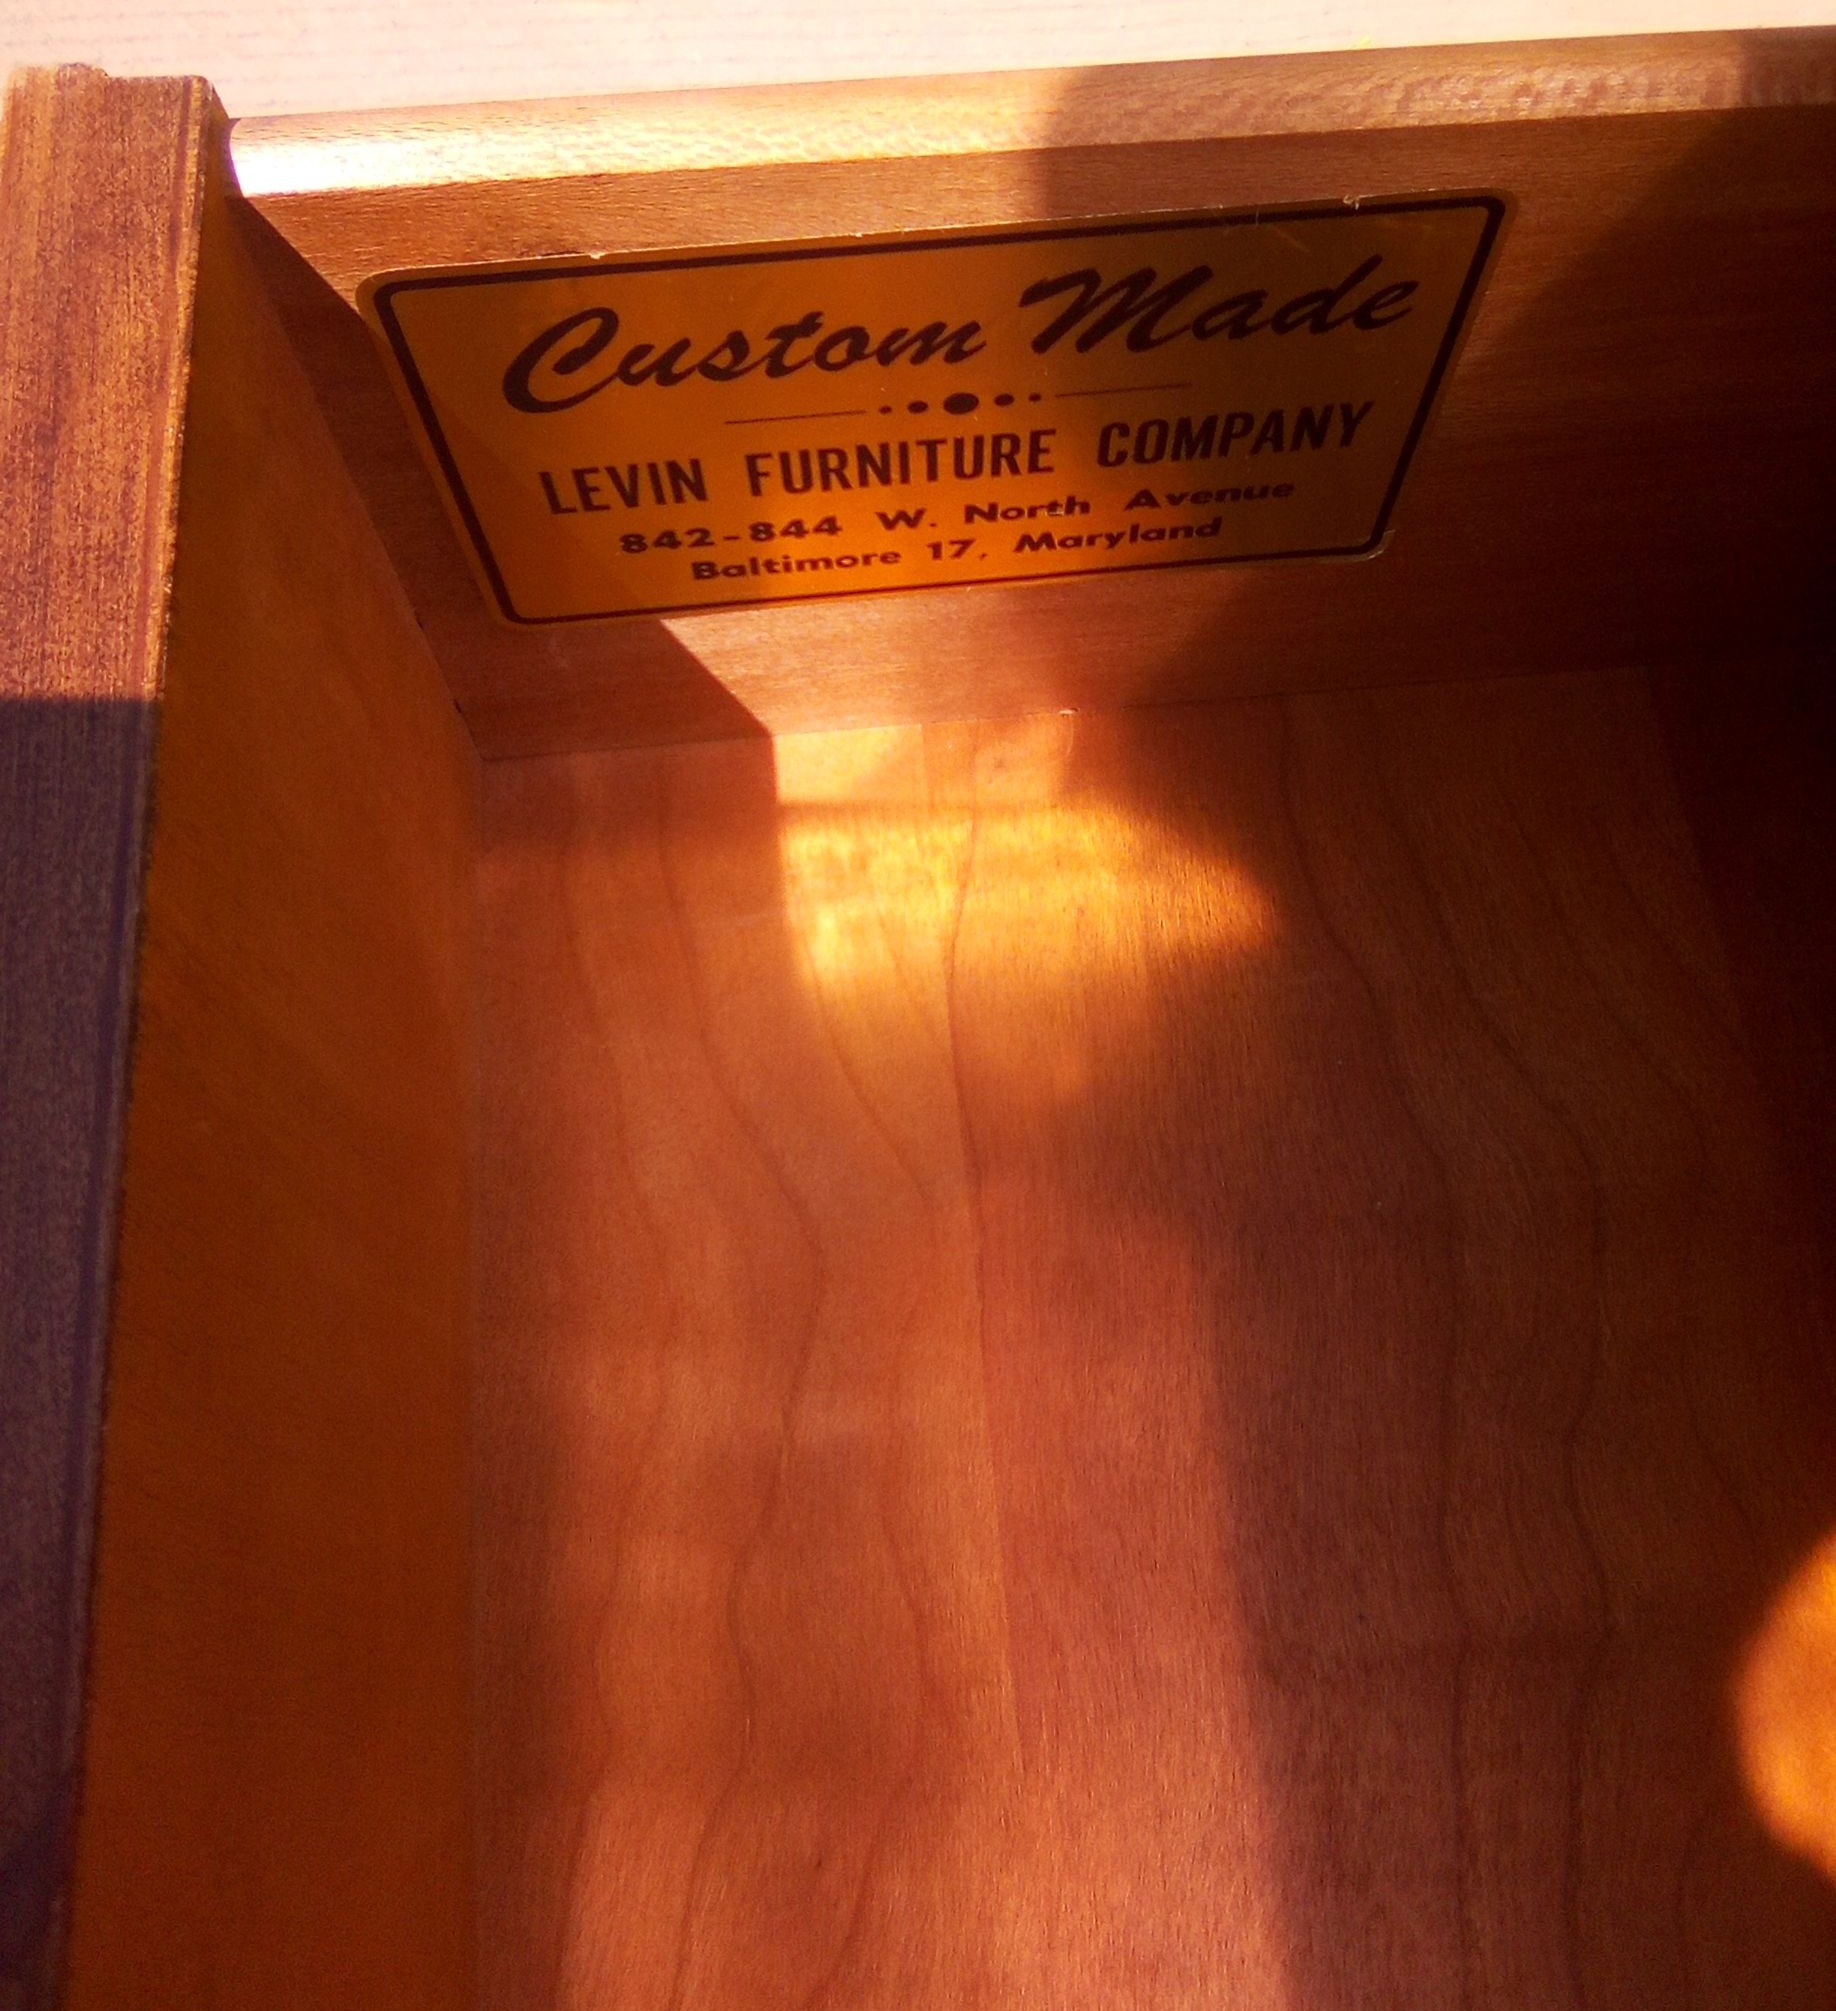 Custom Made
LEVIN FURNITURE COMPANY
842-844 W. North Avenue
Baltimore 17, Maryland